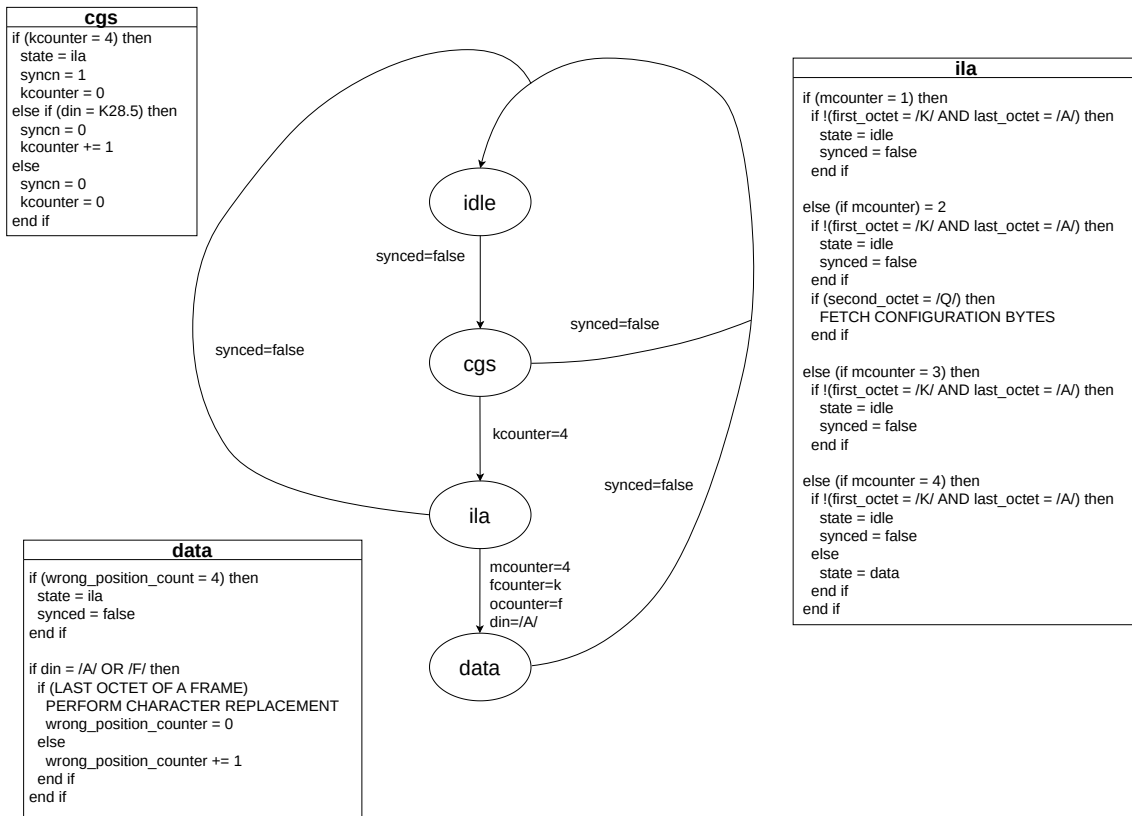 cgs
if (kcounter = 4) then
state = ila
syncn = 1
kcounter = 0
else if (din = K28.5) then
syncn = 0
kcounter += 1
else
syncn = 0
kcounter = 0
end if
idle
synced=false
synced=false
synced=false
cgs
kcounter=4
synced=false
ila
mcounter=4
fcounter=k
ocounter=f
din=/A/
data
ila
if (mcounter = 1) then
if !(first_octet = /K/ AND last_octet = /A/) then
state = idle
synced = false
end if
else (if mcounter) = 2
if !(first_octet = /K/ AND last_octet = /A/) then
state = idle
synced = false
end if
if (second_octet = /Q/) then
FETCH CONFIGURATION BYTES
end if
else (if mcounter = 3) then
if !(first_octet = /K/ AND last_octet = /A/) then
state = idle
synced = false
end if
else (if mcounter = 4) then
if !(first_octet = /K/ AND last_octet = /A/) then
state = idle
synced = false
else
state = data
end if
end if
data
if (wrong_position_count = 4) then
state = ila
synced = false
end if
if din = /A/ OR /F/ then
if (LAST OCTET OF A FRAME)
PERFORM CHARACTER REPLACEMENT
wrong_position_counter = 0
else
wrong_position_counter += 1
end if
end if